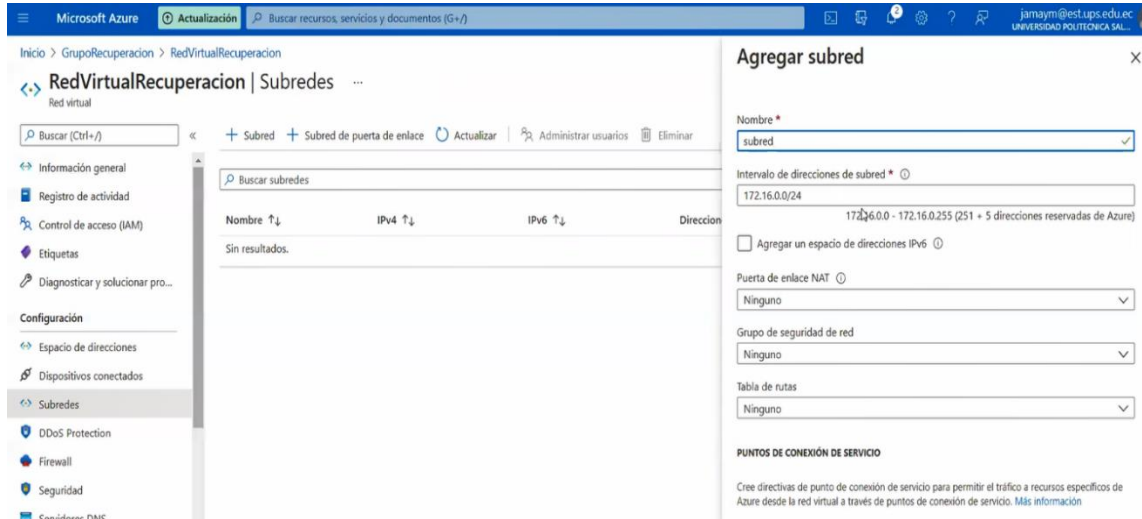 Microsoft Azure
Actualización
Buscar recursos, servicios y documentos (G+/)
2
jamaym@est.ups.edu.ec
UNIVERSIDAD POLITECNICA SAL...
Inicio > GrupoRecuperacion > RedVirtualRecuperacion
RedVirtualRecuperacion | Subredes ...
Red virtual
Buscar (Ctrl+/)
Información general
Registro de actividad
Control de acceso (IAM)
Etiquetas
Diagnosticar y solucionar pro...
Configuración
Espacio de direcciones
Dispositivos conectados
Subredes
DDoS Protection
Firewall
Seguridad
Servidores DNS
+ Subred + Subred de puerta de enlace Actualizar Administrar usuarios Eliminar
Buscar subredes
Nombre ↑↓ IPv4 ↑↓ IPv6 ↑↓ Direccion
Sin resultados.
Agregar subred
Nombre *
subred
Intervalo de direcciones de subred *
172.16.0.0/24
172.16.0.0 - 172.16.0.255 (251 + 5 direcciones reservadas de Azure)
Agregar un espacio de direcciones IPv6
Puerta de enlace NAT
Ninguno
Grupo de seguridad de red
Ninguno
Tabla de rutas
Ninguno
PUNTOS DE CONEXIÓN DE SERVICIO
Cree directivas de punto de conexión de servicio para permitir el tráfico a recursos específicos de
Azure desde la red virtual a través de puntos de conexión de servicio. Más información